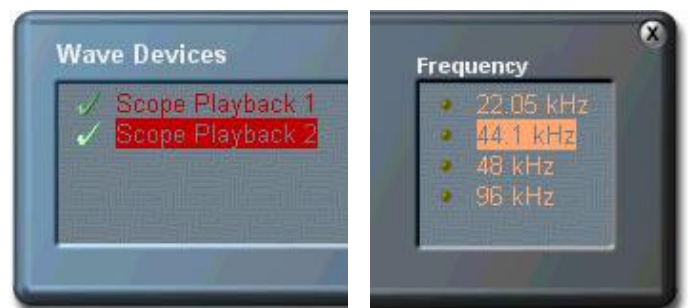 Wave Devices
Scope Playback 1
Scope Playback 2
X
Frequency
22.05 kHz
44.1 kHz
48 kHz
96 kHz